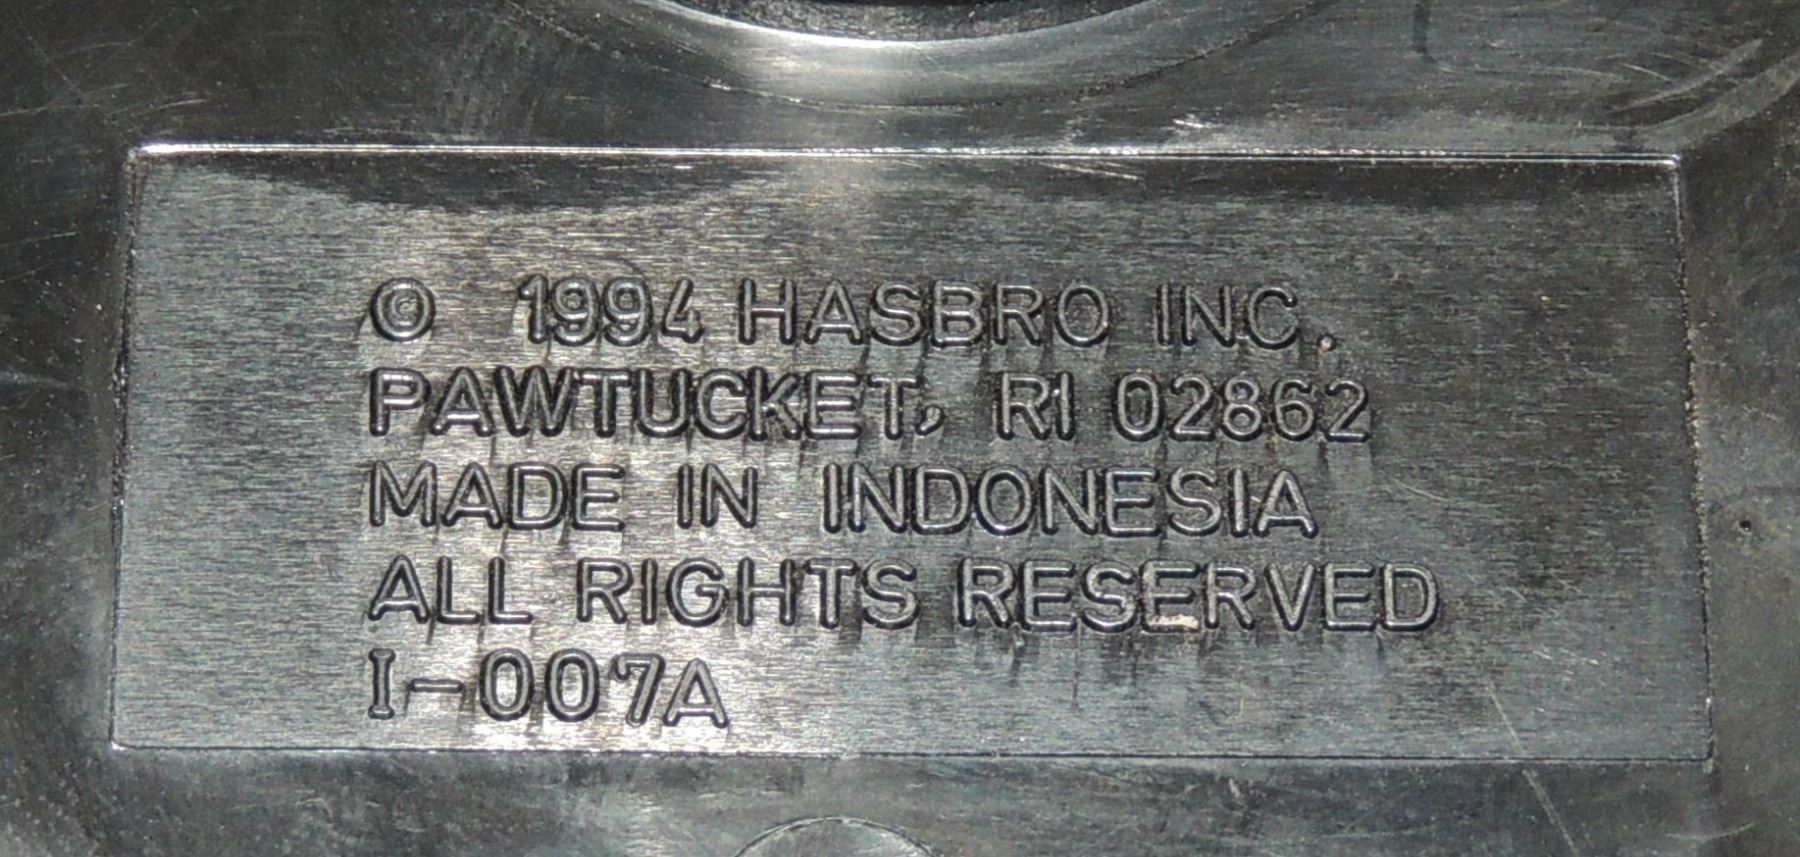 © 1994 HASBRO INC.
PAWTUCKET, RI 02862
MADE IN INDONESIA
ALL RIGHTS RESERVED
I-007A